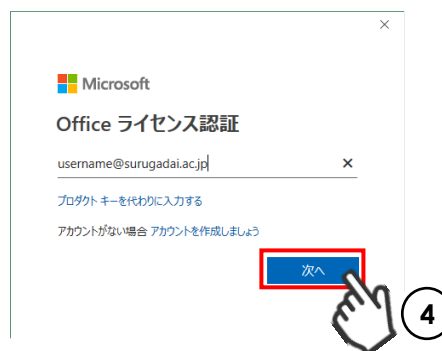 Microsoft
Office ライセンス認証
username@surugadai.ac.jp
プロダクト キーを代わりに入力する
アカウントがない場合 アカウントを作成しましょう
次へ
4